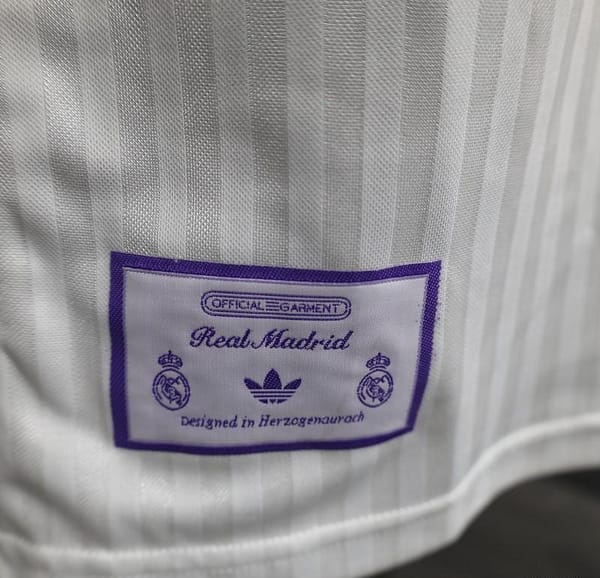 OFFICIAL GARMENT
Real Madrid
Designed in Herzogenaurach